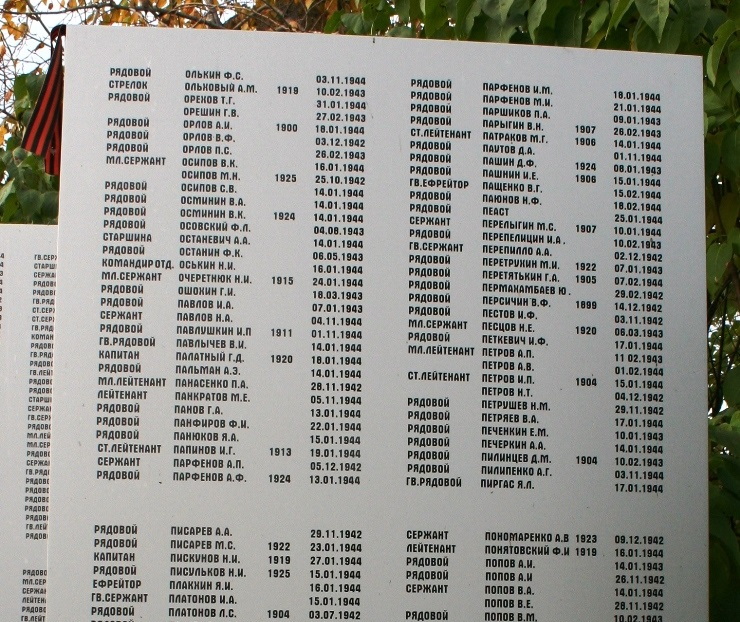 РЯДОВОЙ ОЛЬКИН Ф.С. 03.11.1944
СТРЕЛОК ОЛЬХОВЫЙ А.М. 1919 10.02.1943
РЯДОВОЙ ОРЕХОВ Т.Г. 31.01.1944
ОРЕШИН Г.В. 27.02.1943
РЯДОВОЙ ОРЛОВ А.И. 1900 18.01.1944
РЯДОВОЙ ОРЛОВ В.Ф. 03.12.1942
РЯДОВОЙ ОРЛОВ П.С. 26.02.1943
МЛ.СЕРЖАНТ ОСИПОВ В.К. 16.01.1944
ОСИПОВ М.Н. 1925 25.10.1942
РЯДОВОЙ ОСИПОВ С.В. 14.01.1944
РЯДОВОЙ ОСМИНИН В.А. 14.01.1944
РЯДОВОЙ ОСМИНИН В.К. 1924 14.01.1944
РЯДОВОЙ ОСОВСКИЙ Ф.Л. 04.08.1943
СТАРШИНА ОСТАНЕВИЧ А.А. 14.01.1944
РЯДОВОЙ ОСТАНИН Ф.К. 06.05.1943
КОМАНДИР ОТД. ОСЬКИН Н.И. 16.01.1944
МЛ.СЕРЖАНТ ОЧЕРЕТНЮК Н.И. 1915 24.01.1944
РЯДОВОЙ ОШОКИН Г.И. 18.03.1943
РЯДОВОЙ ПАВЛОВ И.А. 07.01.1943
СЕРЖАНТ ПАВЛОВ Н.А. 04.11.1944
РЯДОВОЙ ПАВЛУШКИН И.П 1911 01.11.1944
ГВ.РЯДОВОЙ ПАВЛЫЧЕВ В.И. 14.01.1944
КАПИТАН ПАЛАТНЫЙ Г.Д. 1920 18.01.1944
РЯДОВОЙ ПАЛЬМАН А.Э. 14.01.1944
МЛ.ЛЕЙТЕНАНТ ПАНАСЕНКО П.А. 28.11.1942
ЛЕЙТЕНАНТ ПАНКРАТОВ М.Е. 05.11.1944
РЯДОВОЙ ПАНОВ Г.А. 13.01.1944
РЯДОВОЙ ПАНФИРОВ Ф.И. 22.01.1944
РЯДОВОЙ ПАНЮКОВ Я.А. 15.01.1944
СТ.ЛЕЙТЕНАНТ ПАПИНОВ И.Г. 1913 19.01.1944
СЕРЖАНТ ПАРФЕНОВ А.П. 05.12.1942
РЯДОВОЙ ПАРФЕНОВ А.Ф. 1924 13.01.1944
РЯДОВОЙ ПАРФЕНОВ И.М. 18.01.1944
РЯДОВОЙ ПАРФЕНОВ М.И. 21.01.1944
РЯДОВОЙ ПАРШИКОВ П.А. 09.01.1943
РЯДОВОЙ ПАРЫГИН В.Н. 1907 26.02.1943
СТ.ЛЕЙТЕНАНТ ПАТРАКОВ М.Г. 1906 14.01.1944
РЯДОВОЙ ПАУТОВ Д.А. 01.11.1944
РЯДОВОЙ ПАШИН Д.Ф. 1924 08.01.1943
РЯДОВОЙ ПАШНИН И.Е. 1906 15.01.1944
ГВ.ЕФРЕЙТОР ПАЩЕНКО В.Г. 15.02.1944
РЯДОВОЙ ПАЮНОВ Н.Ф. 18.02.1944
РЯДОВОЙ ПЕАСТ 25.01.1944
СЕРЖАНТ ПЕРЕЛЫГИН М.С. 1907 10.01.1944
РЯДОВОЙ ПЕРЕПЕЛИЦИН И.А. 10.02.1943
ГВ.СЕРЖАНТ ПЕРЕПИЛЛО А.А. 02.12.1942
РЯДОВОЙ ПЕРЕТРУХИН М.И. 1922 07.01.1943
РЯДОВОЙ ПЕРЕТЯТЬКИН Г.А. 1905 07.02.1944
РЯДОВОЙ ПЕРМАКАМБАЕВ Ю. 29.02.1942
РЯДОВОЙ ПЕРСИЧИН В.Ф. 1899 14.12.1942
РЯДОВОЙ ПЕСТОВ И.Ф. 03.11.1942
МЛ.СЕРЖАНТ ПЕСЦОВ Н.Е. 1920 06.03.1943
РЯДОВОЙ ПЕТКЕВИЧ И.Ф. 17.01.1944
МЛ.ЛЕЙТЕНАНТ ПЕТРОВ А.П. 11 02.1943
ПЕТРОВ А.В. 01.02.1944
СТ.ЛЕЙТЕНАНТ ПЕТРОВ И.П. 1904 15.01.1944
ПЕТРОВ Н.Т. 04.12.1942
РЯДОВОЙ ПЕТРУШЕВ Н.М. 29.11.1942
РЯДОВОЙ ПЕТРЯЕВ В.А. 17.01.1944
РЯДОВОЙ ПЕЧЕНКИН Е.М. 10.01.1943
РЯДОВОЙ ПЕЧЕРКИН А.А. 14.01.1944
РЯДОВОЙ ПИЛИНЦЕВ Д.М. 1904 10.02.1943
РЯДОВОЙ ПИЛИПЕНКО А.Г. 03.11.1944
ГВ.РЯДОВОЙ ПИРГАС Я.Л. 17.01.1944
РЯДОВОЙ ПИСАРЕВ А.А. 29.11.1942
РЯДОВОЙ ПИСАРЕВ М.С. 1922 23.01.1944
КАПИТАН ПИСКУНОВ Н.И. 1919 27.01.1944
РЯДОВОЙ ПИСУЛЬКОВ Н.И. 1925 15.01.1944
ЕФРЕЙТОР ПЛАКХИН Я.И. 16.01.1944
ГВ.СЕРЖАНТ ПЛАТОНОВ И.А. 15.01.1944
РЯДОВОЙ ПЛАТОНОВ Л.С. 1904 03.07.1942
СЕРЖАНТ ПОНОМАРЕНКО А.В 1923 09.12.1942
ЛЕЙТЕНАНТ ПОНЯТОВСКИЙ Ф.И 1919 16.01.1944
РЯДОВОЙ ПОПОВ А.И. 14.01.1943
РЯДОВОЙ ПОПОВ А.И 26.11.1942
СЕРЖАНТ ПОПОВ В.А. 14.01.1944
ПОПОВ В.Е. 28.11.1942
РЯДОВОЙ ПОПОВ В.М. 10.02.1943